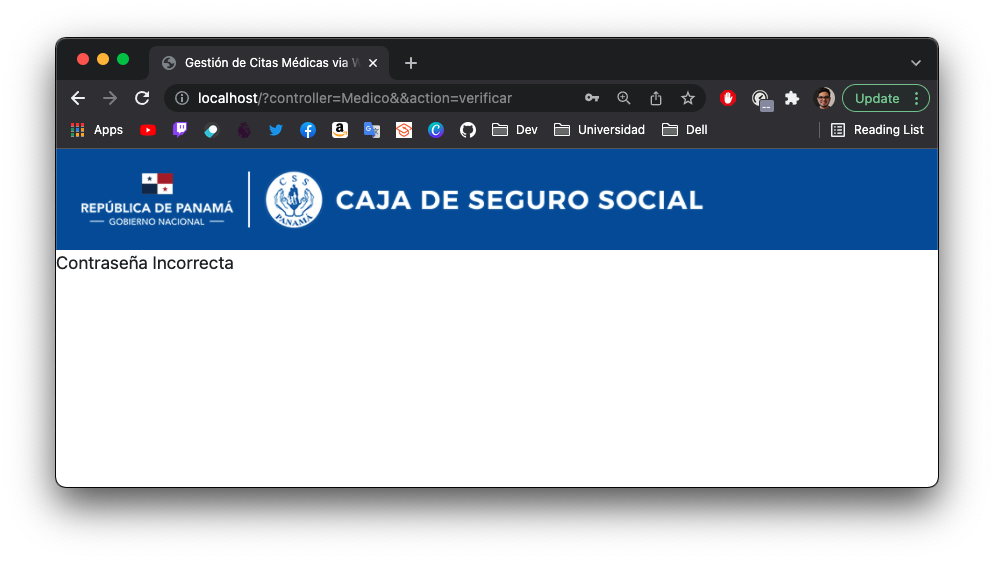 Gestión de Citas Médicas via W
localhost/?controller=Medico&&action=verificar
Update
Apps
Dev
Universidad
Dell
Reading List
REPÚBLICA DE PANAMÁ
— GOBIERNO NACIONAL —
CSS
PANAMÁ
CAJA DE SEGURO SOCIAL
Contraseña Incorrecta